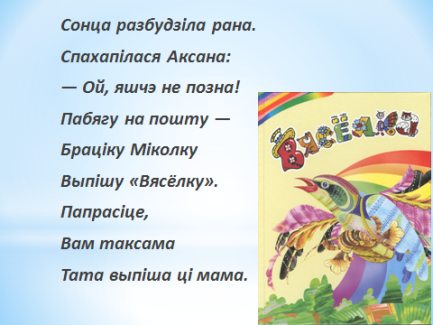 Сонца разбудзіла рана.
Спахапілася Аксана:
— Ой, яшчэ не позна!
Пабягу на пошту —
Браціку Міколку
Выпішу «Вясёлку».
Папрасіце,
Вам таксама
Тата выпіша ці мама.
Вясёлка